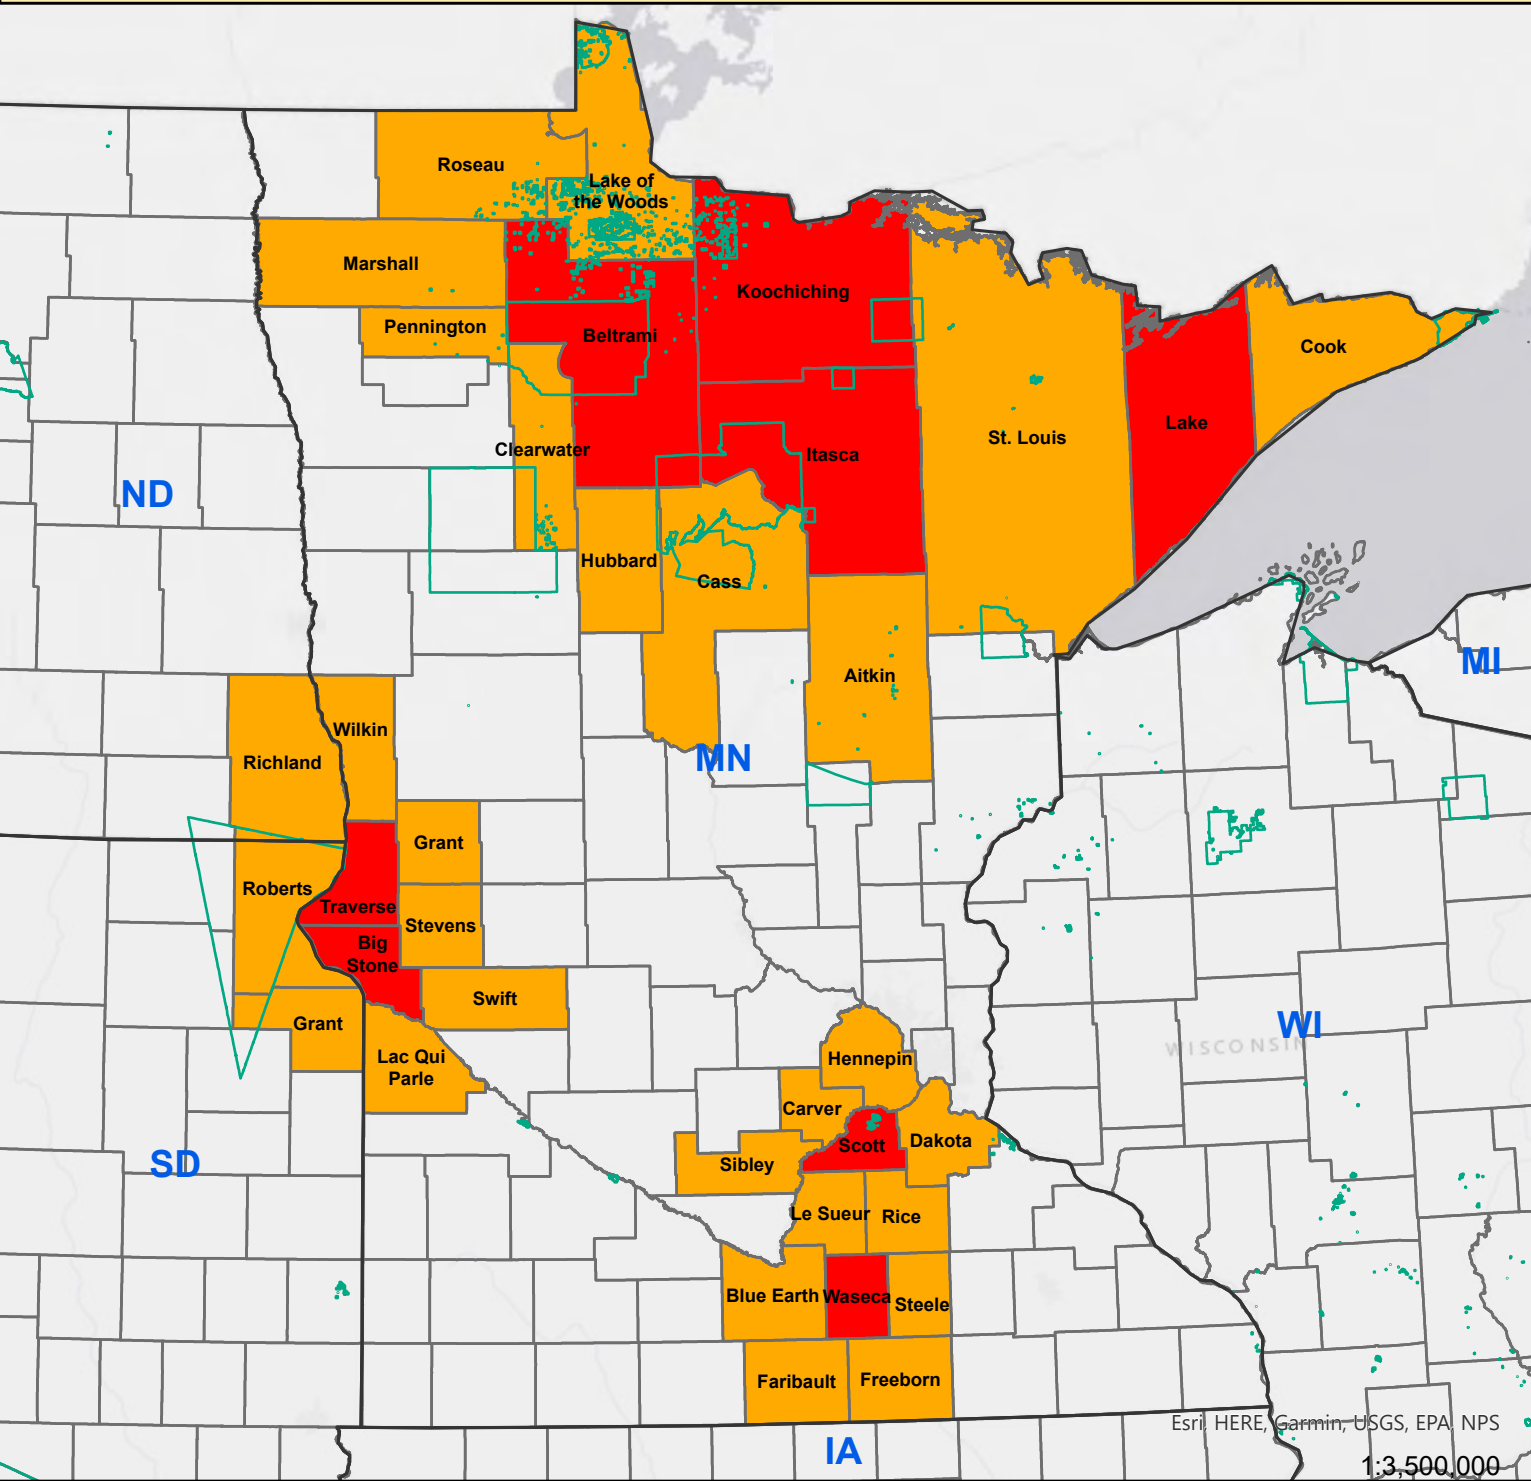 Roseau
Lake of
the Woods
Marshall
Koochiching
Pennington
Beltrami
Cook
Lake
St. Louis
Clearwater
Itasca
ND
Hubbard
Cass
MI
Aitkin
Wilkin
MN
Richland
Grant
Roberts
Traverse
Stevens
Big
Stone
Swift
Grant
WI
WISCONSIN
Lac Qui
Parle
Hennepin
Carver
Dakota
Scott
SD
Sibley
Le Sueur
Rice
Blue Earth
Waseca
Steele
Faribault
Freeborn
Esri, HERE, Garmin, USGS, EPA, NPS
IA
1:3,500,000